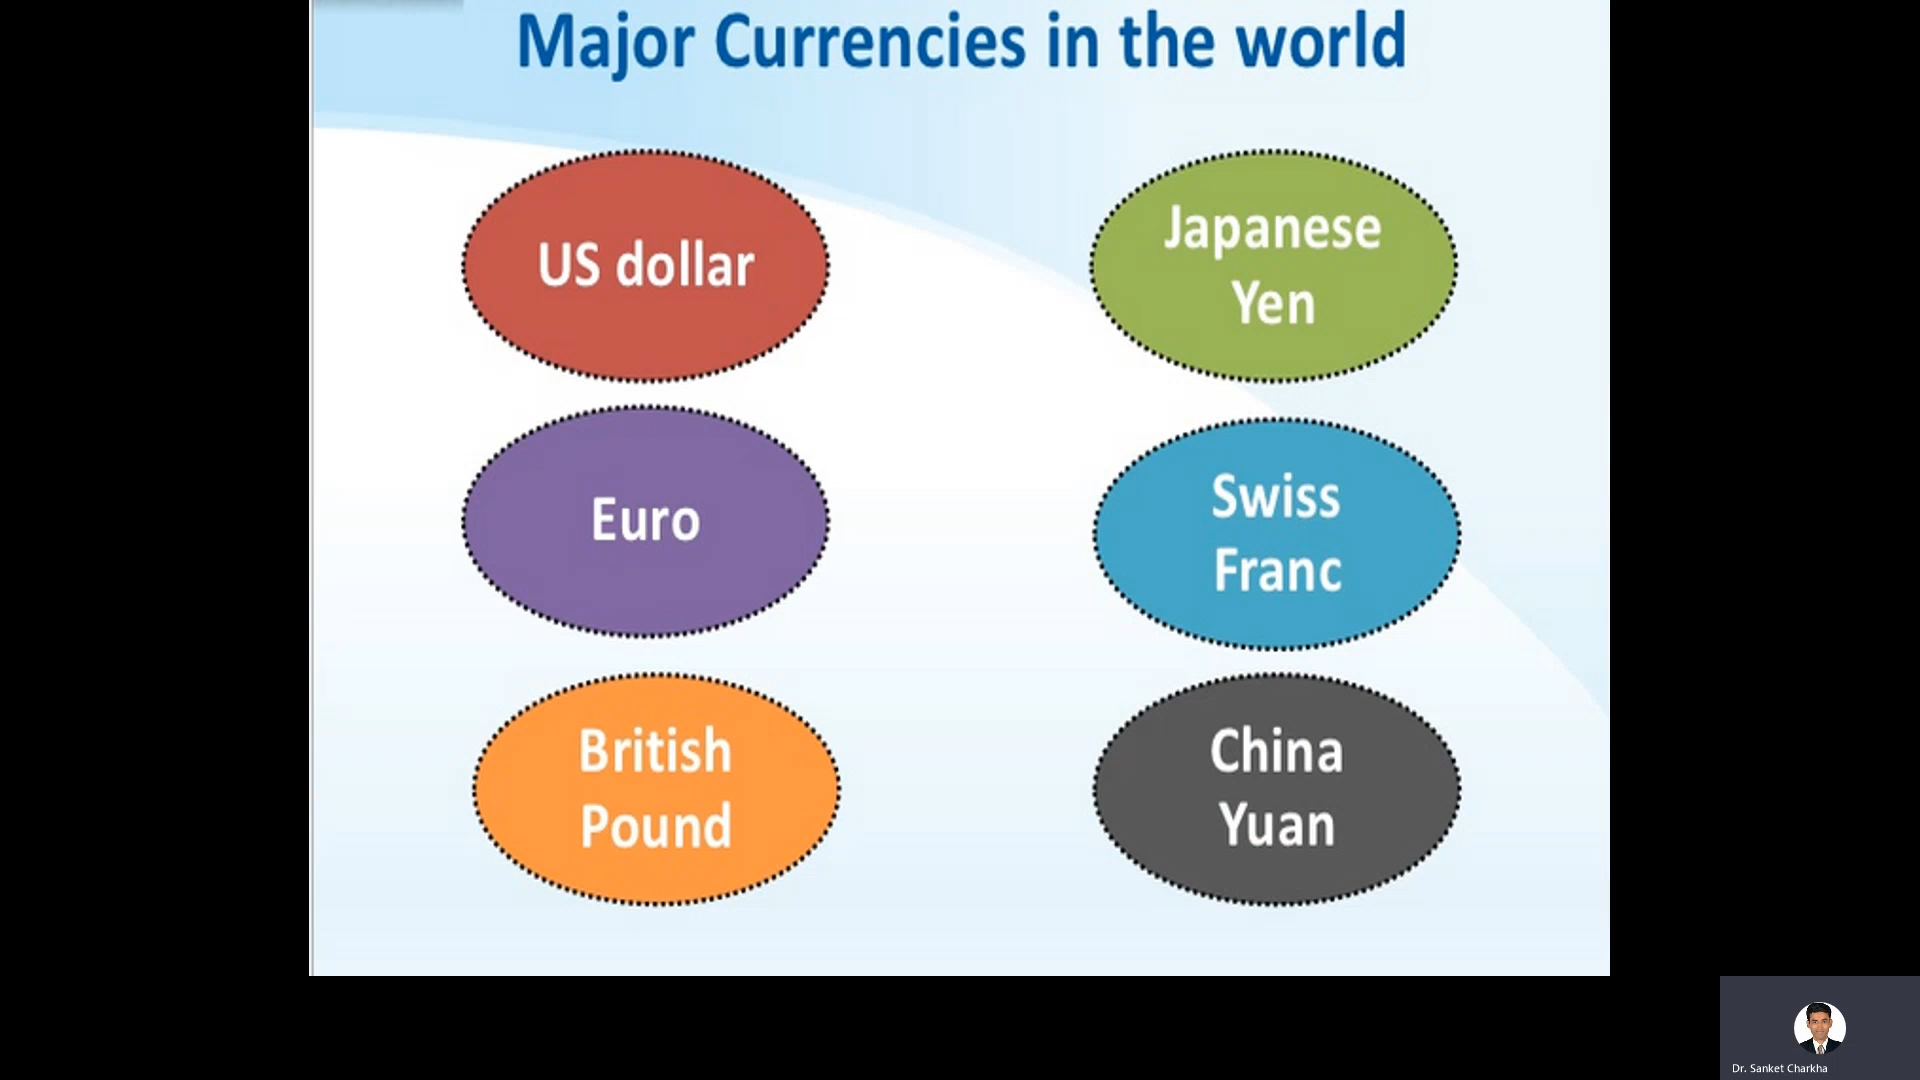 Major Currencies in the world
US dollar
Japanese
Yen
Euro
Swiss
Franc
British
Pound
China
Yuan
Dr. Sanket Charkha